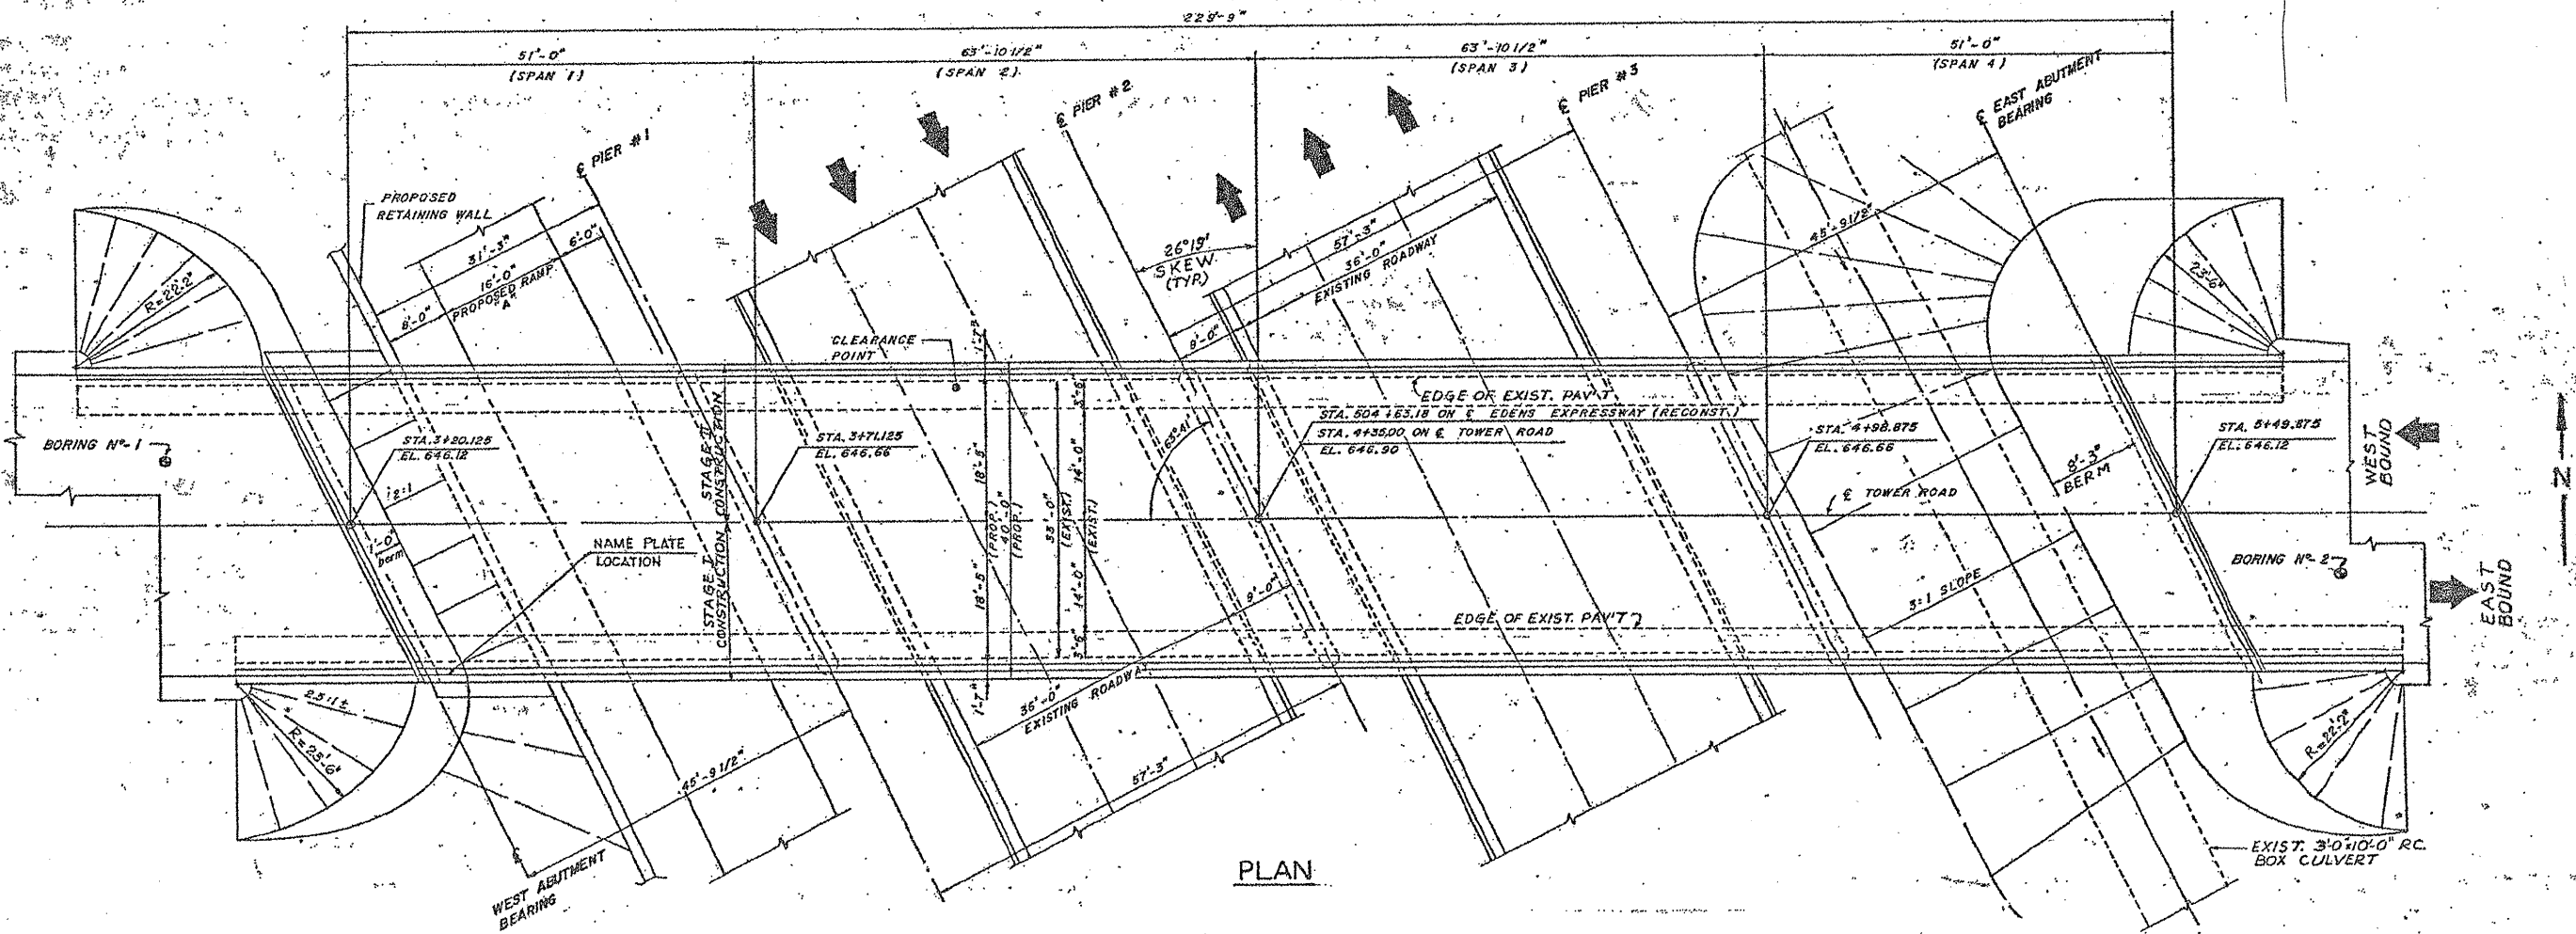 229'-9"
51'-0"
(SPAN 1)
63'-10 1/2"
(SPAN 2)
63'-10 1/2"
(SPAN 3)
51'-0"
(SPAN 4)
℄ PIER #1
℄ PIER #2
℄ PIER #3
℄ EAST ABUTMENT
BEARING
PROPOSED
RETAINING WALL
31'-3"
6'-0"
16'-0"
PROPOSED RAMP
"A"
8'-0"
R=22.2'
26°19'
SKEW
(TYP.)
57'-3"
36'-0"
EXISTING ROADWAY
8'-0"
45'-9 1/2"
23'-6"
CLEARANCE
POINT
1'-7"
EDGE OF EXIST. PAV'T
STA. 504+63.18 ON ℄ EDENS EXPRESSWAY (RECONST.)
STA. 4+35.00 ON ℄ TOWER ROAD
EL. 646.90
BORING Nº-1
STA. 3+20.125
EL. 646.12
STA. 3+71.125
EL. 646.66
63°-41'
STA. 4+98.875
EL. 646.66
STA. 5+49.875
EL. 646.12
WEST
BOUND
N
8'-3"
BERM
℄ TOWER ROAD
2:1
1'-0"
berm
NAME PLATE
LOCATION
STAGE II
CONSTRUCTION
STAGE I
CONSTRUCTION
18'-5"
(PROP.)
40'-0"
(PROP.)
18'-5"
3'-6"
14'-0"
33'-0"
(EXIST.)
(EXIST.)
14'-0"
3'-6"
1'-7"
BORING Nº-2
EAST
BOUND
3:1 SLOPE
EDGE OF EXIST. PAV'T
36'-0"
EXISTING ROADWAY
2.5:1±
R=23'-6"
45'-9 1/2"
57'-3"
R=22.2'
℄
WEST ABUTMENT
BEARING
PLAN
EXIST. 3'-0"x10'-0" R.C.
BOX CULVERT